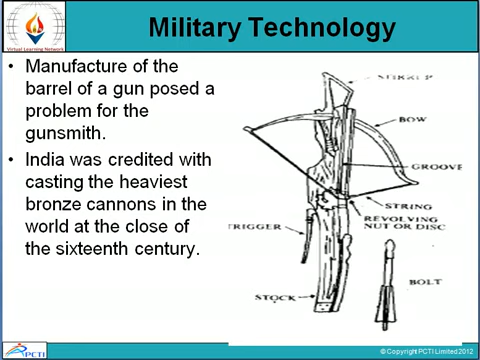 Military Technology
Virtual Learning Network
• Manufacture of the
barrel of a gun posed a
problem for the
gunsmith.
• India was credited with
casting the heaviest
bronze cannons in the
world at the close of
the sixteenth century.
STIRRUP
BOW
GROOVE
STRING
REVOLVING
NUT OR DISC
TRIGGER
BOLT
STOCK
PCTI
© Copyright PCTI Limited 2012